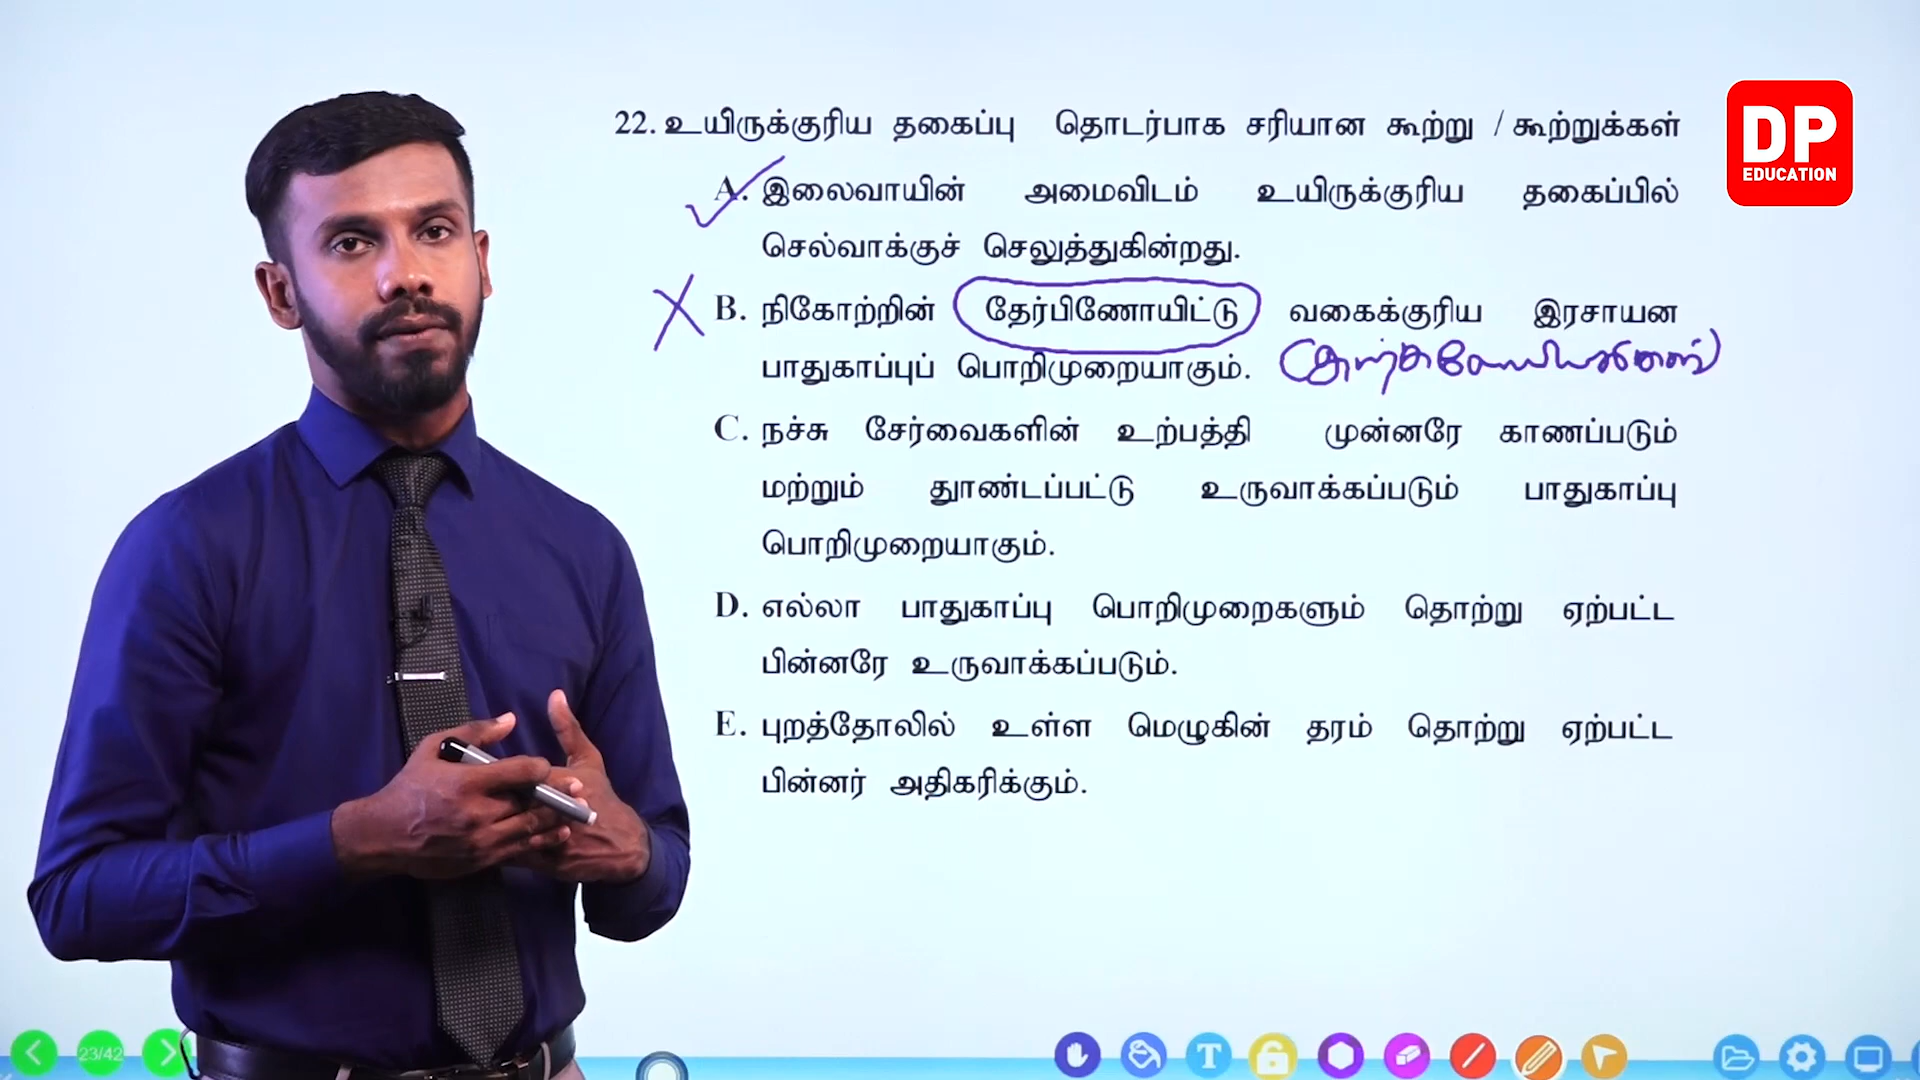 22. உயிருக்குரிய தகைப்பு தொடர்பாக சரியான கூற்று / கூற்றுக்கள்
A. இலைவாயின் அமைவிடம் உயிருக்குரிய தகைப்பில்
செல்வாக்குச் செலுத்துகின்றது.
B. நிகோற்றின் தேர்பிணோயிட்டு வகைக்குரிய இரசாயன
பாதுகாப்புப் பொறிமுறையாகும்.
C. நச்சு சேர்வைகளின் உற்பத்தி முன்னரே காணப்படும்
மற்றும் தூண்டப்பட்டு உருவாக்கப்படும் பாதுகாப்பு
பொறிமுறையாகும்.
D. எல்லா பாதுகாப்பு பொறிமுறைகளும் தொற்று ஏற்பட்ட
பின்னரே உருவாக்கப்படும்.
E. புறத்தோலில் உள்ள மெழுகின் தரம் தொற்று ஏற்பட்ட
பின்னர் அதிகரிக்கும்.
DP
EDUCATION
23/42
T